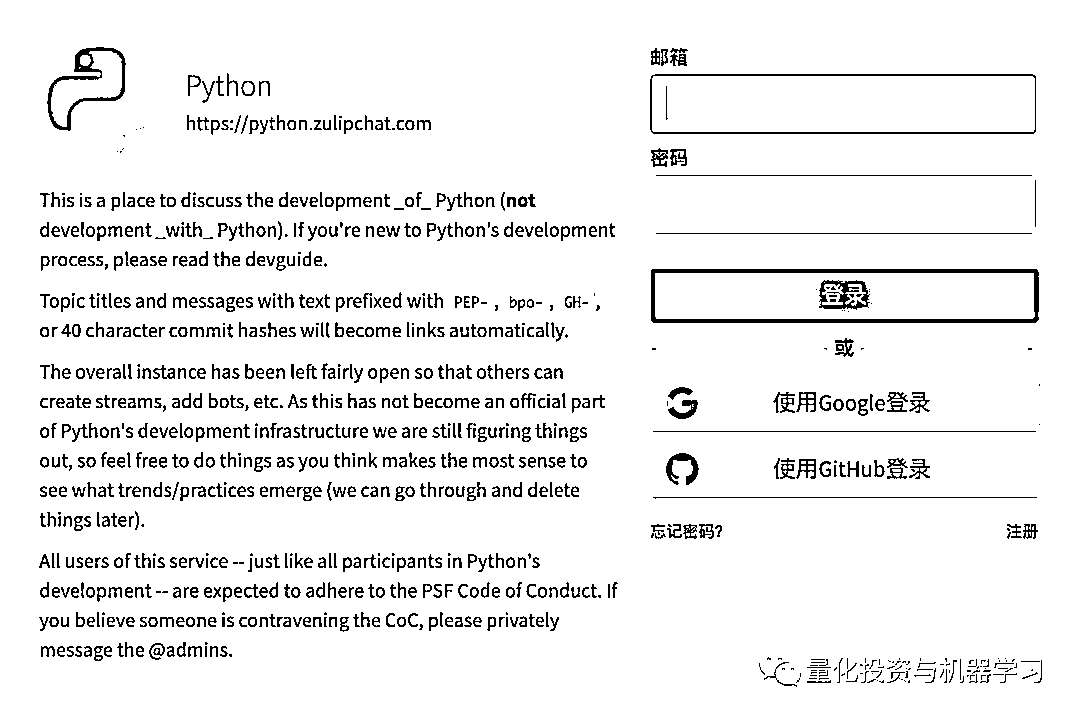 Python
https://python.zulipchat.com
This is a place to discuss the development _of_ Python (not
development _with_ Python). If you're new to Python's development
process, please read the devguide.
Topic titles and messages with text prefixed with PEP-, bpo-, GH-`,
or 40 character commit hashes will become links automatically.
The overall instance has been left fairly open so that others can
create streams, add bots, etc. As this has not become an official part
of Python's development infrastructure we are still figuring things
out, so feel free to do things as you think makes the most sense to
see what trends/practices emerge (we can go through and delete
things later).
All users of this service -- just like all participants in Python's
development -- are expected to adhere to the PSF Code of Conduct. If
you believe someone is contravening the CoC, please privately
message the @admins.
邮箱
密码
登录
或
使用Google登录
使用GitHub登录
忘记密码?
注册
量化投资与机器学习